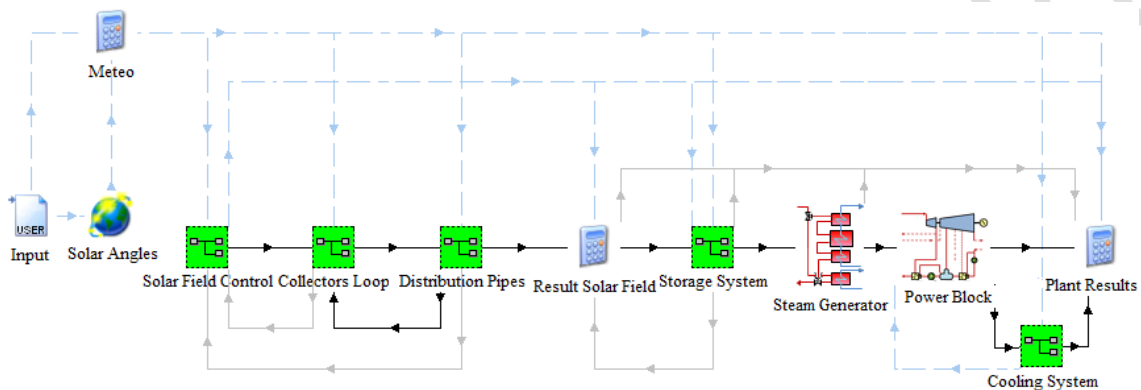 Meteo
USER
Input
Solar Angles
Solar Field Control
Collectors Loop
Distribution Pipes
Result Solar Field
Storage System
Steam Generator
Power Block
Plant Results
Cooling System